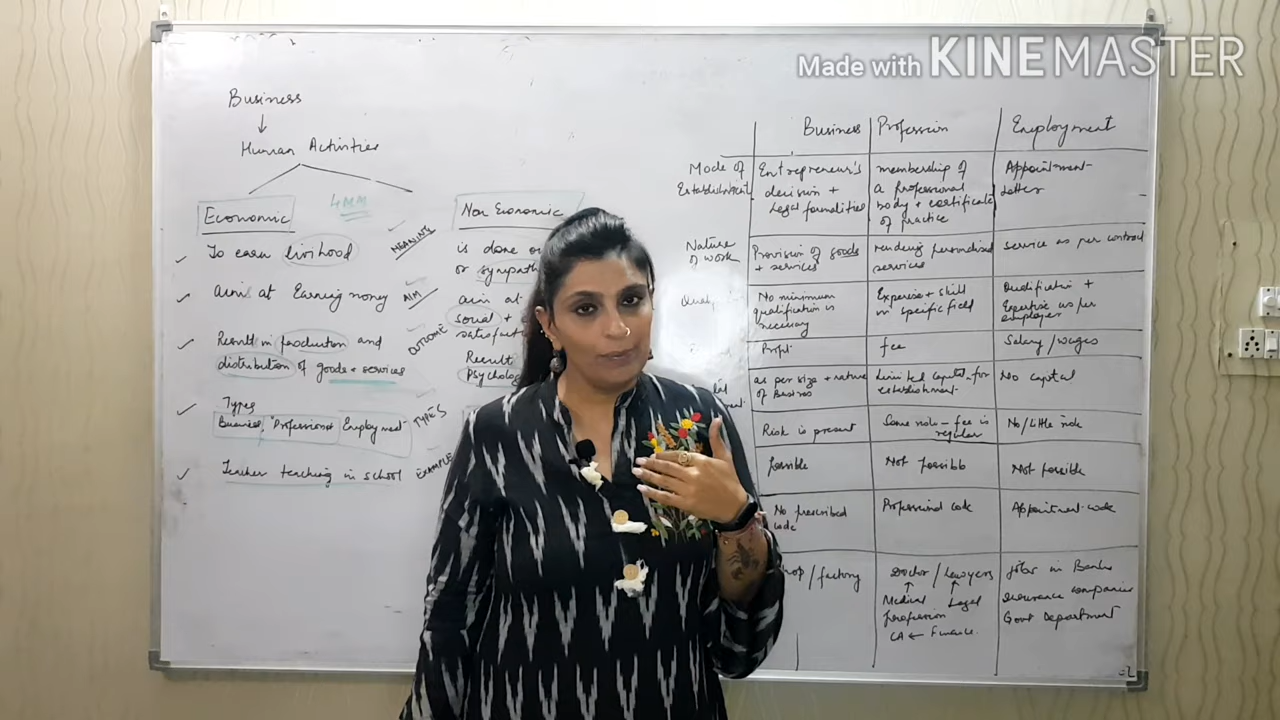 Made with KINEMASTER
Business
Human Activities
4MM
Economic
Non Economic
To earn livlhood
MEANING
is done
or sympath
Aim at Earning money
AIM
aim at
social +
satisfact
Result in production and
distribution of goods + services
OUTCOME
Result
Psycholog
Types
Business, "Profession" Employment
TYPES
Teacher teaching in school
EXAMPLE
Business Profession Employment
Mode of
Establishment
Entrepreneur's
decision +
Legal formalities
membership of
a professional
body + certificate
of practice
Appointment
Letter
Nature
of work
Provision of goods
+ services
rendering personalised
services
Service as per contract
Quali
No minimum
qualification is
necessary
Expertise + Skill
in specific field
Qualification +
Expertise as per
employer
Profit
fee
Salary/wages
as per size + nature
of Business
Limited capital for
establishment
No capital
Risk is present
Some risk - fee is
regular
No/little risk
Possible
Not possible
Not possible
No prescribed
code
Professional code
Appointment code
hop/factory
Doctor/Lawyers
Medical Legal
profession
CA ← Finance.
Jobs in Banks
Insurance companies
Govt Department